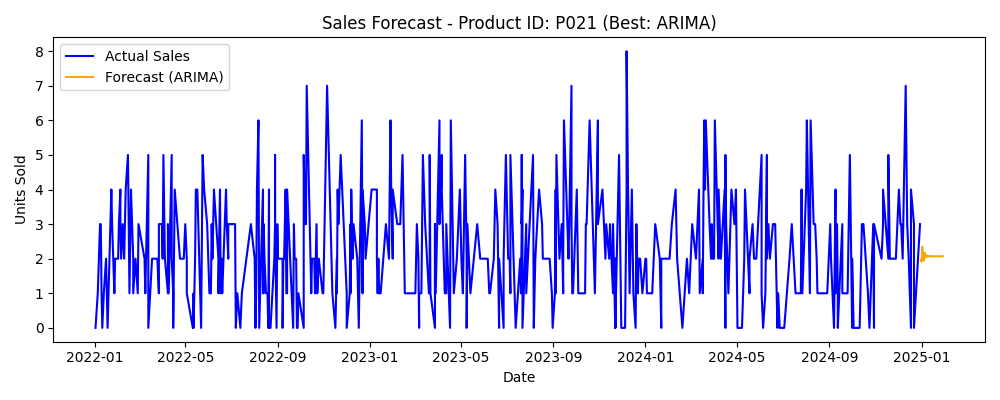 Sales Forecast - Product ID: P021 (Best: ARIMA)
Actual Sales
Forecast (ARIMA)
Units Sold
8
7
6
5
4
3
2
1
0
2022-01 2022-05 2022-09 2023-01 2023-05 2023-09 2024-01 2024-05 2024-09 2025-01
Date